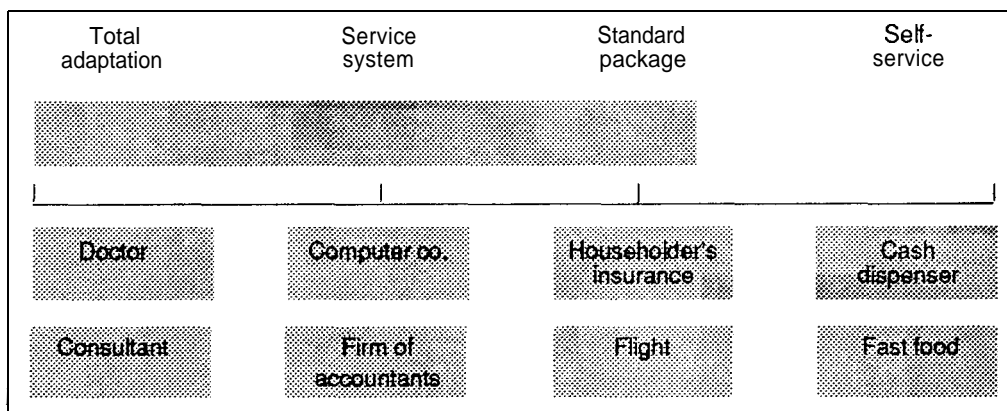 Total
adaptation
Service
system
Standard
package
Self-
service
Doctor
Computer co.
Householder's
insurance
Cash
dispenser
Consultant
Firm of
accountants
Flight
Fast food